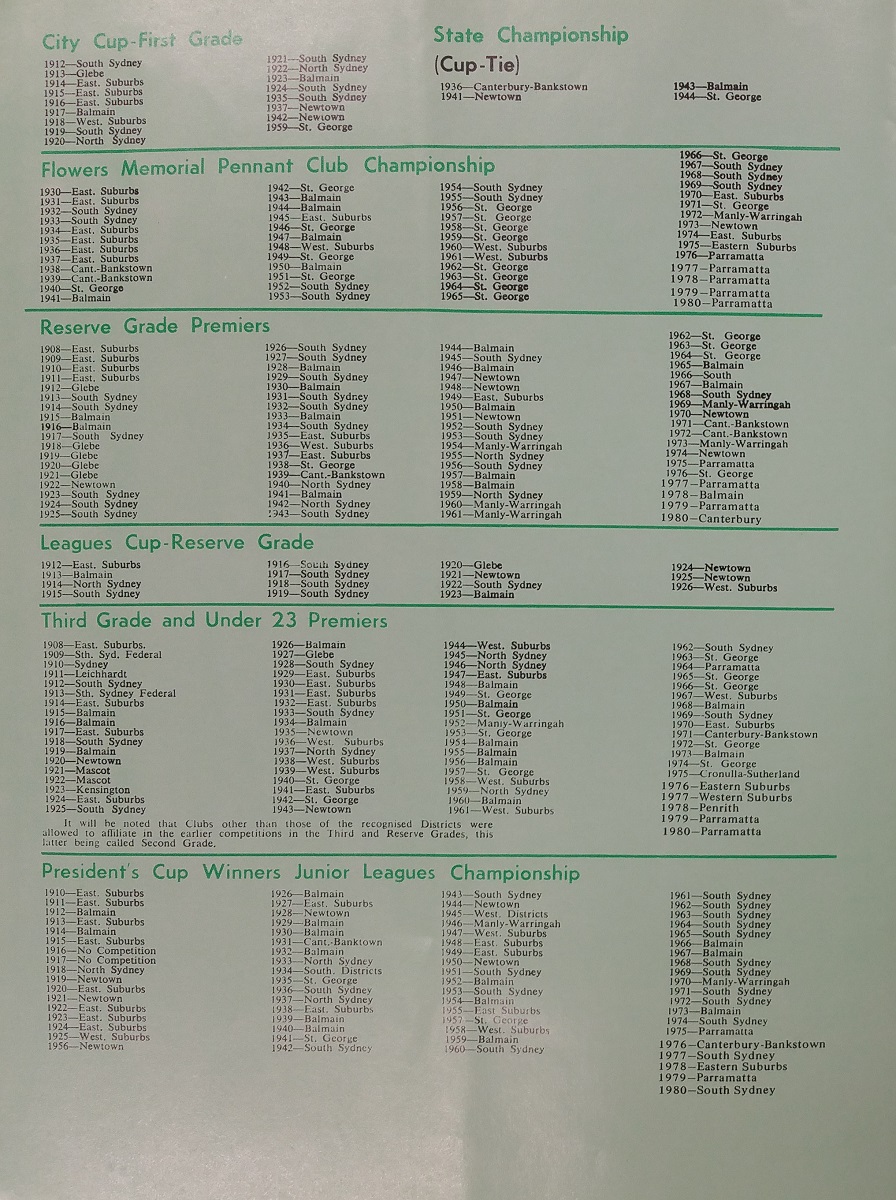 City Cup-First Grade
1912—South Sydney
1913—Glebe
1914—East. Suburbs
1915—East. Suburbs
1916—East. Suburbs
1917—Balmain
1918—West. Suburbs
1919—South Sydney
1920—North Sydney
1921—South Sydney
1922—North Sydney
1923—Balmain
1924—South Sydney
1935—South Sydney
1937—Newtown
1942—Newtown
1959—St. George
State Championship
(Cup-Tie)
1936—Canterbury-Bankstown
1941—Newtown
1943—Balmain
1944—St. George
Flowers Memorial Pennant Club Championship
1930—East. Suburbs
1931—East. Suburbs
1932—South Sydney
1933—South Sydney
1934—East. Suburbs
1935—East. Suburbs
1936—East. Suburbs
1937—East. Suburbs
1938—Cant.-Bankstown
1939—Cant.-Bankstown
1940—St. George
1941—Balmain
1942—St. George
1943—Balmain
1944—Balmain
1945—East. Suburbs
1946—St. George
1947—Balmain
1948—West. Suburbs
1949—St. George
1950—Balmain
1951—St. George
1952—South Sydney
1953—South Sydney
1954—South Sydney
1955—South Sydney
1956—St. George
1957—St. George
1958—St. George
1959—St. George
1960—West. Suburbs
1961—West. Suburbs
1962—St. George
1963—St. George
1964—St. George
1965—St. George
1966—St. George
1967—South Sydney
1968—South Sydney
1969—South Sydney
1970—East. Suburbs
1971—St. George
1972—Manly-Warringah
1973—Newtown
1974—East. Suburbs
1975—Eastern Suburbs
1976—Parramatta
1977—Parramatta
1978—Parramatta
1979—Parramatta
1980—Parramatta
Reserve Grade Premiers
1908—East. Suburbs
1909—East. Suburbs
1910—East. Suburbs
1911—East. Suburbs
1912—Glebe
1913—South Sydney
1914—South Sydney
1915—Balmain
1916—Balmain
1917—South Sydney
1918—Glebe
1919—Glebe
1920—Glebe
1921—Glebe
1922—Newtown
1923—South Sydney
1924—South Sydney
1925—South Sydney
1926—South Sydney
1927—South Sydney
1928—Balmain
1929—South Sydney
1930—Balmain
1931—South Sydney
1932—South Sydney
1933—Balmain
1934—South Sydney
1935—East. Suburbs
1936—West. Suburbs
1937—East. Suburbs
1938—St. George
1939—Cant.-Bankstown
1940—North Sydney
1941—Balmain
1942—North Sydney
1943—South Sydney
1944—Balmain
1945—South Sydney
1946—Balmain
1947—Newtown
1948—Newtown
1949—East. Suburbs
1950—Balmain
1951—Newtown
1952—South Sydney
1953—South Sydney
1954—Manly-Warringah
1955—North Sydney
1956—South Sydney
1957—Balmain
1958—Balmain
1959—North Sydney
1960—Manly-Warringah
1961—Manly-Warringah
1962—St. George
1963—St. George
1964—St. George
1965—Balmain
1966—South
1967—Balmain
1968—South Sydney
1969—Manly-Warringah
1970—Newtown
1971—Cant.-Bankstown
1972—Cant.-Bankstown
1973—Manly-Warringah
1974—Newtown
1975—Parramatta
1976—St. George
1977—Parramatta
1978—Balmain
1979—Parramatta
1980—Canterbury
Leagues Cup-Reserve Grade
1912—East. Suburbs
1913—Balmain
1914—North Sydney
1915—South Sydney
1916—South Sydney
1917—South Sydney
1918—South Sydney
1919—South Sydney
1920—Glebe
1921—Newtown
1922—South Sydney
1923—Balmain
1924—Newtown
1925—Newtown
1926—West. Suburbs
Third Grade and Under 23 Premiers
1908—East. Suburbs.
1909—Sth. Syd. Federal
1910—Sydney
1911—Leichhardt
1912—South Sydney
1913—Sth. Sydney Federal
1914—East. Suburbs
1915—Balmain
1916—Balmain
1917—East. Suburbs
1918—South Sydney
1919—Balmain
1920—Newtown
1921—Mascot
1922—Mascot
1923—Kensington
1924—East. Suburbs
1925—South Sydney
1926—Balmain
1927—Glebe
1928—South Sydney
1929—East. Suburbs
1930—East. Suburbs
1931—East. Suburbs
1932—East. Suburbs
1933—South Sydney
1934—Balmain
1935—Newtown
1936—West. Suburbs
1937—North Sydney
1938—West. Suburbs
1939—West. Suburbs
1940—St. George
1941—East. Suburbs
1942—St. George
1943—Newtown
1944—West. Suburbs
1945—North Sydney
1946—North Sydney
1947—East. Suburbs
1948—Balmain
1949—St. George
1950—Balmain
1951—St. George
1952—Manly-Warringah
1953—St. George
1954—Balmain
1955—Balmain
1956—Balmain
1957—St. George
1958—West. Suburbs
1959—North Sydney
1960—Balmain
1961—West. Suburbs
1962—South Sydney
1963—St. George
1964—Parramatta
1965—St. George
1966—St. George
1967—West Suburbs
1968—Balmain
1969—South Sydney
1970—East. Suburbs
1971—Canterbury-Bankstown
1972—St. George
1973—Balmain
1974—St. George
1975—Cronulla-Sutherland
1976—Eastern Suburbs
1977—Western Suburbs
1978—Penrith
1979—Parramatta
1980—Parramatta
It will be noted that Clubs other than those of the recognised Districts were
allowed to affiliate in the earlier competitions in the Third and Reserve Grades, this
latter being called Second Grade.
President's Cup Winners Junior Leagues Championship
1910—East. Suburbs
1911—East. Suburbs
1912—Balmain
1913—East. Suburbs
1914—Balmain
1915—East. Suburbs
1916—No Competition
1917—No Competition
1918—North Sydney
1919—Newtown
1920—East. Suburbs
1921—Newtown
1922—East. Suburbs
1923—East. Suburbs
1924—East. Suburbs
1925—West. Suburbs
1956—Newtown
1926—Balmain
1927—East. Suburbs
1928—Newtown
1929—Balmain
1930—Balmain
1931—Cant.-Banktown
1932—Balmain
1933—North Sydney
1934—South. Districts
1935—St. George
1936—South Sydney
1937—North Sydney
1938—East. Suburbs
1939—Balmain
1940—Balmain
1941—St. George
1942—South Sydney
1943—South Sydney
1944—Newtown
1945—West. Districts
1946—Manly-Warringah
1947—West. Suburbs
1948—East. Suburbs
1949—East. Suburbs
1950—Newtown
1951—South Sydney
1952—Balmain
1953—South Sydney
1954—Balmain
1955—East Suburbs
1957—St. George
1958—West. Suburbs
1959—Balmain
1960—South Sydney
1961—South Sydney
1962—South Sydney
1963—South Sydney
1964—South Sydney
1965—South Sydney
1966—Balmain
1967—Balmain
1968—South Sydney
1969—South Sydney
1970—Manly-Warringah
1971—South Sydney
1972—South Sydney
1973—Balmain
1974—South Sydney
1975—Parramatta
1976—Canterbury-Bankstown
1977—South Sydney
1978—Eastern Suburbs
1979—Parramatta
1980—South Sydney